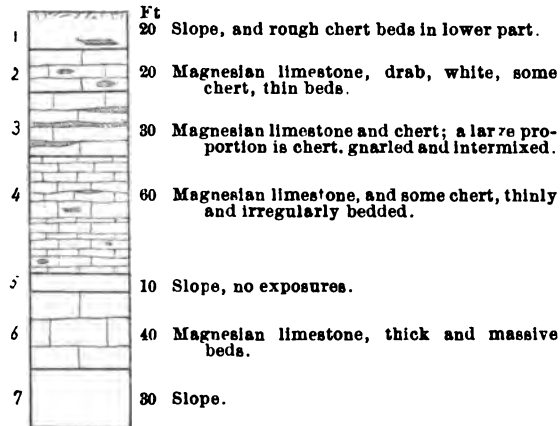 Ft
1 20 Slope, and rough chert beds in lower part.
2 20 Magnesian limestone, drab, white, some
chert, thin beds.
3 30 Magnesian limestone and chert; a large pro-
portion is chert. gnarled and intermixed.
4 60 Magnesian limestone, and some chert, thinly
and irregularly bedded.
5 10 Slope, no exposures.
6 40 Magnesian limestone, thick and massive
beds.
7 30 Slope.